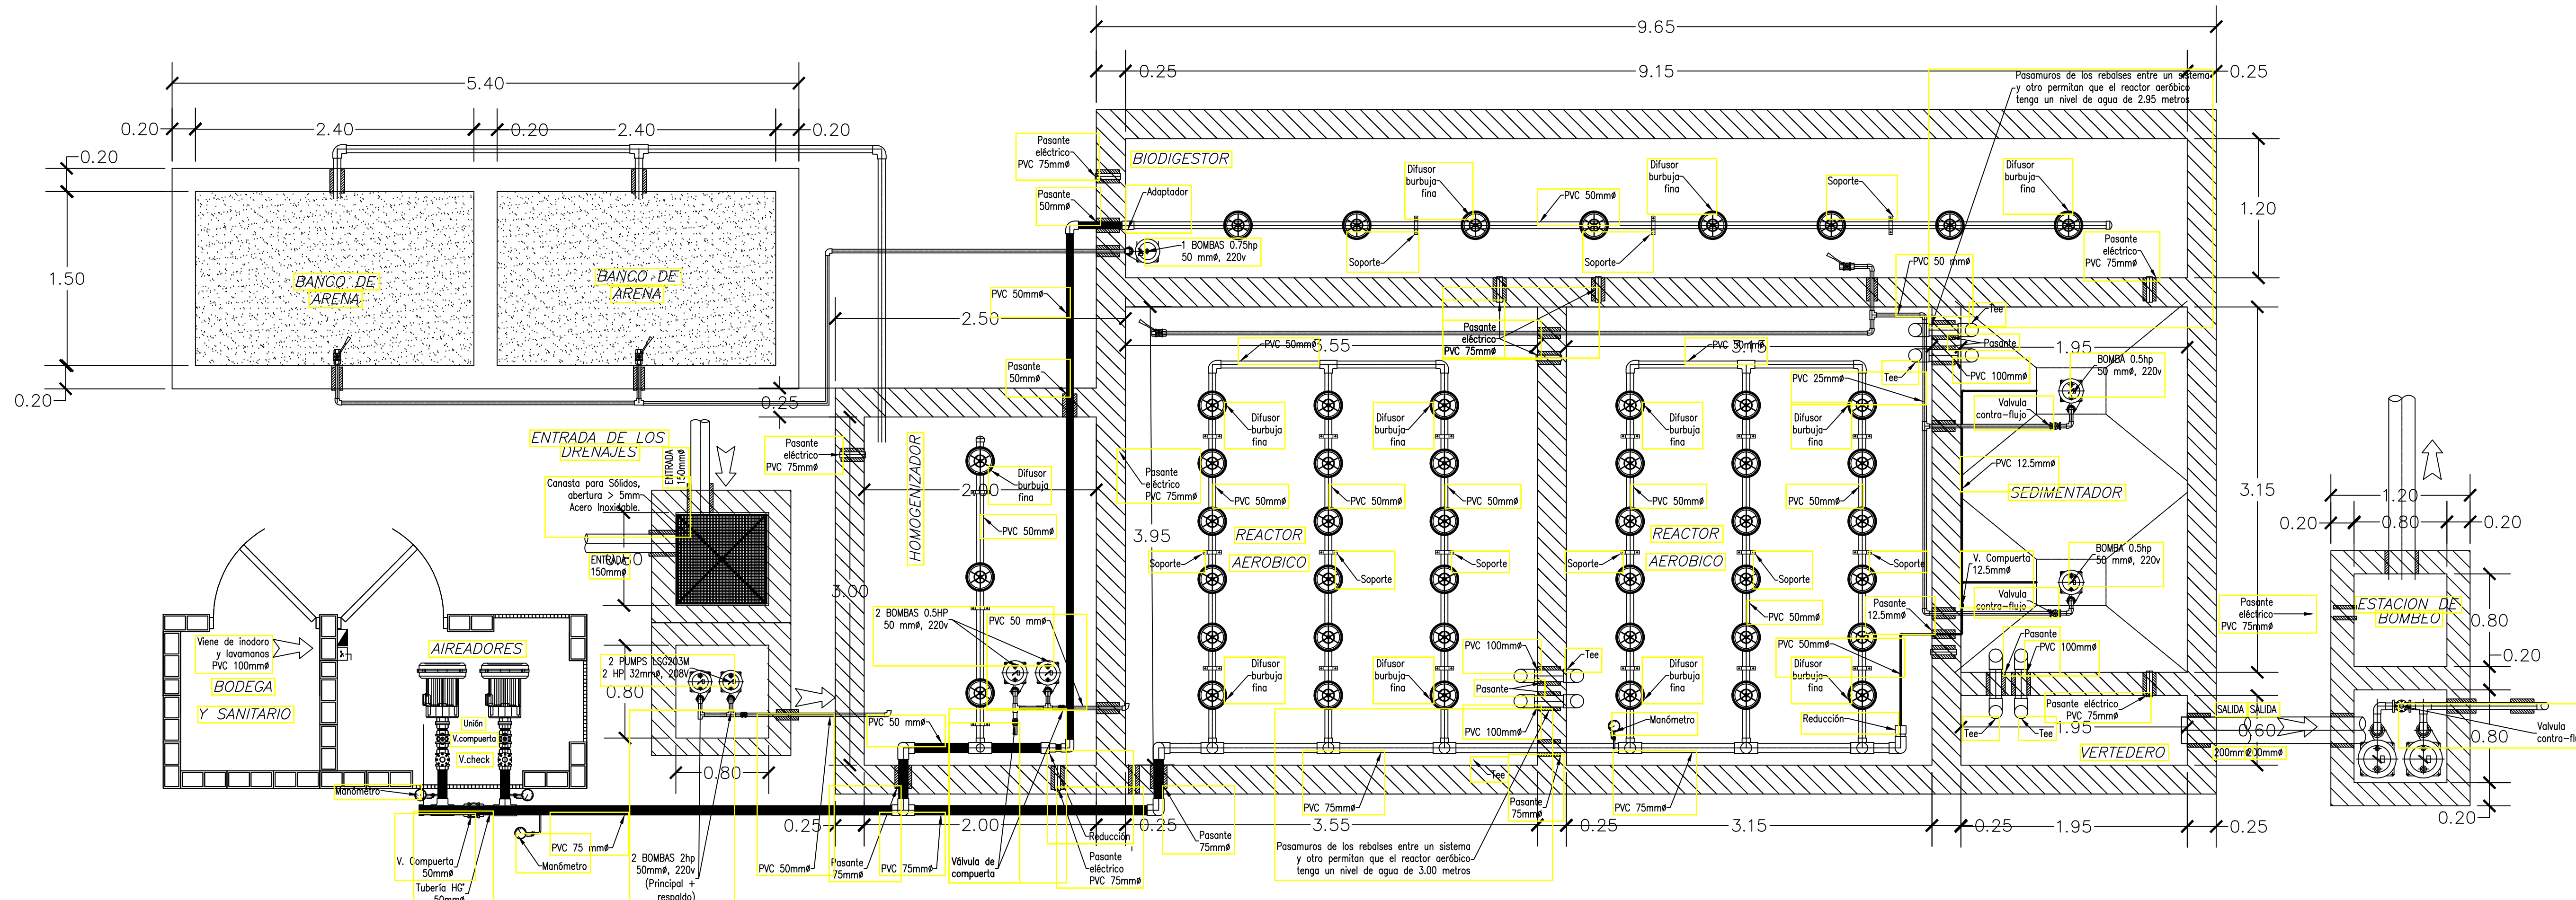 9.65
0.25
9.15
0.25
Pasamuros de los rebalses entre un sistema
y otro permitan que el reactor aeróbico
tenga un nivel de agua de 2.95 metros
5.40
0.20
2.40
0.20
2.40
0.20
0.20
1.50
0.20
BANCO DE
ARENA
BANCO DE
ARENA
Pasante
eléctrico
PVC 75mmø
Pasante
50mmø
BIODIGESTOR
Adaptador
1 BOMBAS 0.75hp
50 mmø, 220v
Difusor
burbuja
fina
PVC 50mmø
Difusor
burbuja
fina
Soporte
Difusor
burbuja
fina
Soporte
Soporte
Pasante
eléctrico
PVC 75mmø
1.20
PVC 50mmø
2.50
Pasante
50mmø
0.25
PVC 50 mmø
Tee
Pasante
Tee
PVC 100mmø
1.95
BOMBA 0.5hp
50 mmø, 220v
Valvula
contra-flujo
Pasante
eléctrico
PVC 75mmø
PVC 50mmø
3.55
PVC 50mmø
3.15
PVC 25mmø
Difusor
burbuja
fina
Difusor
burbuja
fina
Difusor
burbuja
fina
Difusor
burbuja
fina
ENTRADA DE LOS
DRENAJES
ENTRADA
150mmø
Canasta para Sólidos,
abertura > 5mm
Acero Inoxidable.
ENTRADA
150mmø
Pasante
eléctrico
PVC 75mmø
HOMOGENIZADOR
Difusor
burbuja
fina
2.00
PVC 50mmø
3.00
Pasante
eléctrico
PVC 75mmø
3.95
PVC 50mmø
PVC 50mmø
PVC 50mmø
PVC 50mmø
PVC 50mmø
REACTOR
AEROBICO
REACTOR
AEROBICO
Soporte
Soporte
Soporte
Soporte
Soporte
Soporte
PVC 50mmø
PVC 12.5mmø
SEDIMENTADOR
3.15
V. Compuerta
12.5mmø
BOMBA 0.5hp
50 mmø, 220v
Valvula
contra-flujo
Pasante
12.5mmø
1.20
0.20
0.80
0.20
ESTACION DE
BOMBEO
0.80
0.20
0.80
0.20
Pasante
eléctrico
PVC 75mmø
Viene de inodoro
y lavamanos
PVC 100mmø
BODEGA
Y SANITARIO
AIREADORES
Unión
V.compuerta
V.check
Manómetro
2 PUMPS LSG203M
2 HP 32mmø, 208V
0.80
0.80
2 BOMBAS 0.5HP
50 mmø, 220v
PVC 50 mmø
PVC 50 mmø
Difusor
burbuja
fina
Difusor
burbuja
fina
PVC 100mmø
Tee
Pasante
PVC 100mmø
Difusor
burbuja
fina
Manómetro
PVC 50mmø
Difusor
burbuja
fina
Reducción
Pasante
PVC 100mmø
Pasante eléctrico
PVC 75mmø
Tee
Tee
1.95
VERTEDERO
SALIDA
SALIDA
0.60
200mmø
200mmø
Valvula
V. Compuerta
50mmø
Tubería HG"
50mmø
Manómetro
PVC 75 mmø
2 BOMBAS 2hp
50mmø, 220v
(Principal +
respaldo)
PVC 50mmø
0.25
Pasante
75mmø
2.00
PVC 75mmø
Válvula de
compuerta
Reducción
Pasante
eléctrico
PVC 75mmø
0.25
Pasante
75mmø
3.55
PVC 75mmø
Tee
Pasante
75mmø
0.25
PVC 75mmø
3.15
0.25
1.95
0.25
Pasamuros de los rebalses entre un sistema
y otro permitan que el reactor aeróbico
tenga un nivel de agua de 3.00 metros